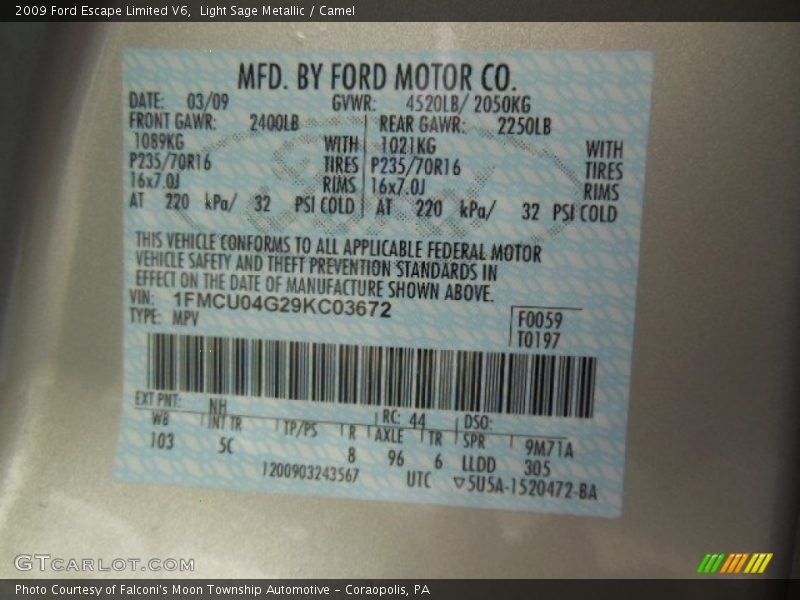 2009 Ford Escape Limited V6, Light Sage Metallic / Camel
MFD. BY FORD MOTOR CO.
DATE: 03/09 GVWR: 4520LB/ 2050KG
FRONT GAWR: 2400LB REAR GAWR: 2250LB
1089KG WITH 1021KG WITH
P235/70R16 TIRES P235/70R16 TIRES
16x7.0J RIMS 16x7.0J RIMS
AT 220 kPa/ 32 PSI COLD AT 220 kPa/ 32 PSI COLD
THIS VEHICLE CONFORMS TO ALL APPLICABLE FEDERAL MOTOR
VEHICLE SAFETY AND THEFT PREVENTION STANDARDS IN
EFFECT ON THE DATE OF MANUFACTURE SHOWN ABOVE.
VIN: 1FMCU04G29KC03672
TYPE: MPV
F0059
T0197
EXT PNT: NH RC: 44 DSO:
WB INT TR TP/PS R AXLE TR SPR 9M71A
103 5C 8 96 6 LLDD 305
1200903243567 UTC ▽5U5A-1520472-BA
GTCARLOT.COM
Photo Courtesy of Falconi's Moon Township Automotive - Coraopolis, PA